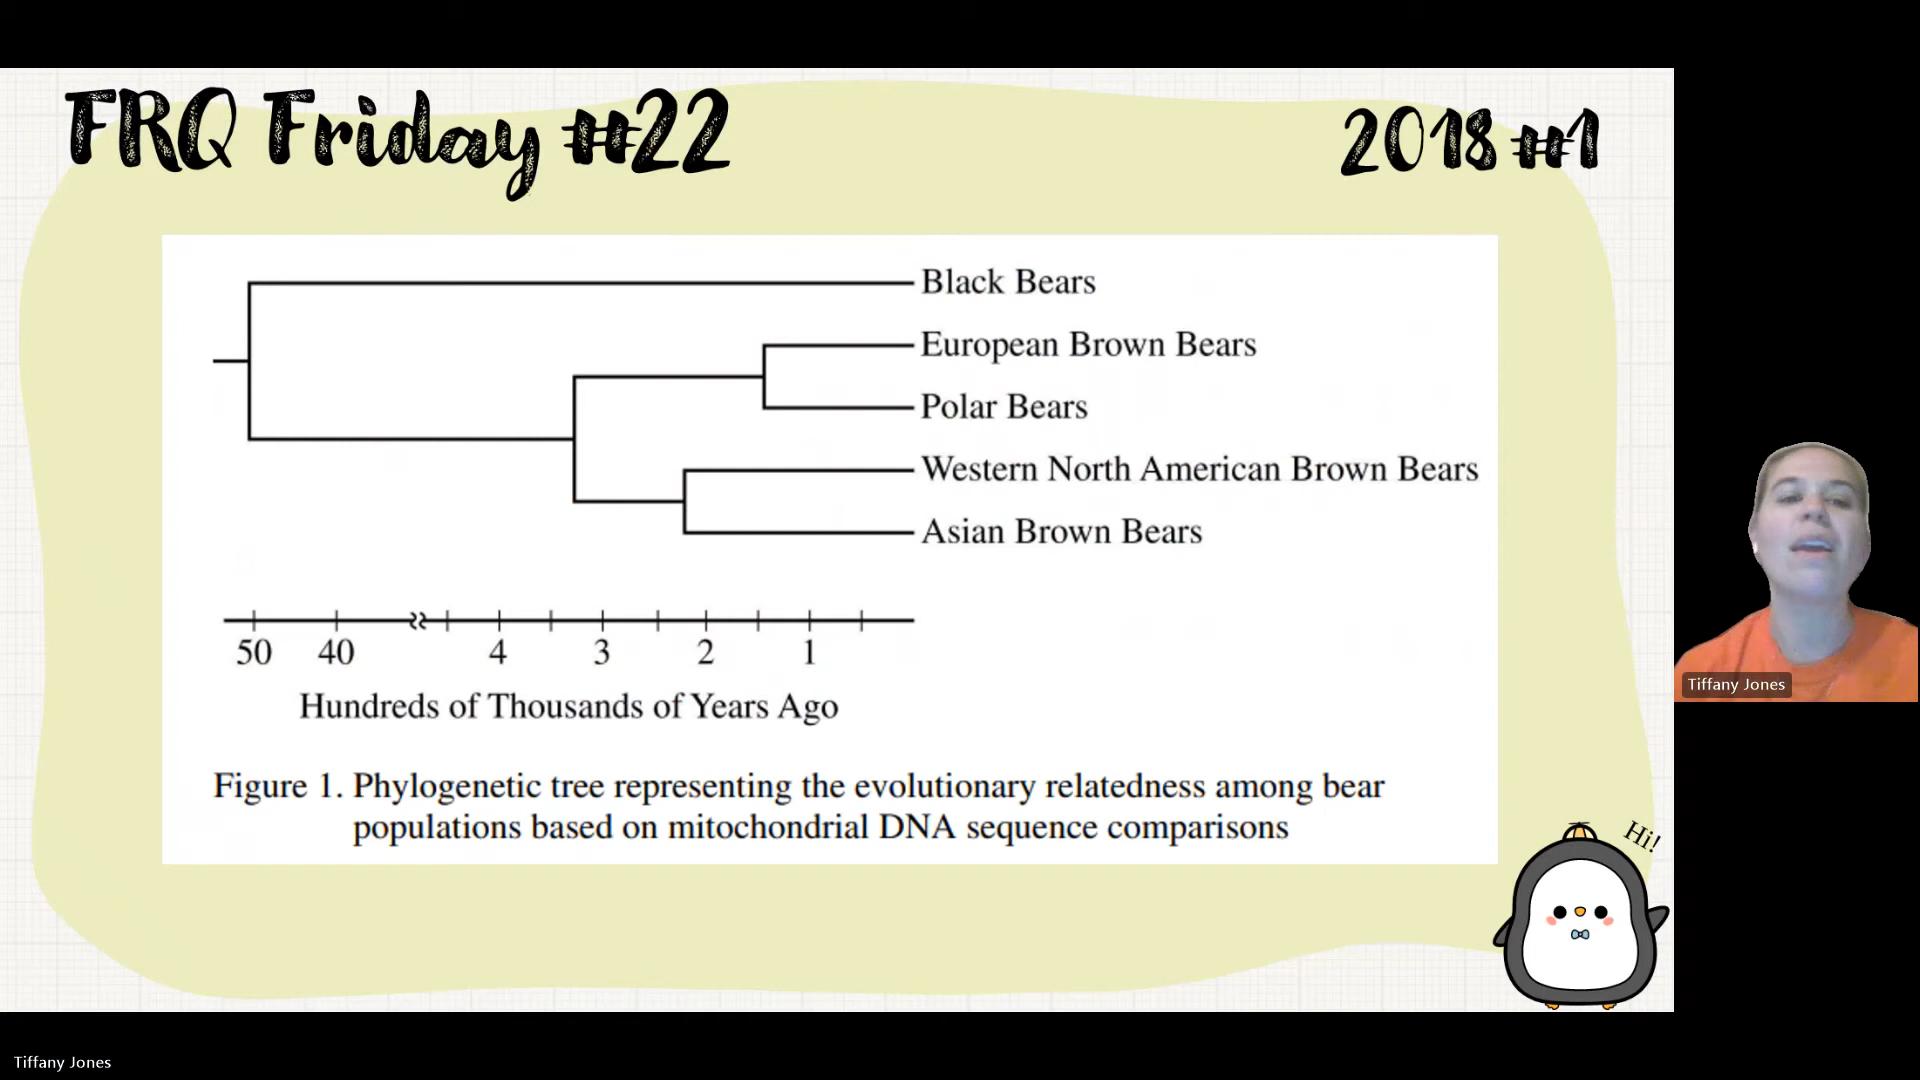 FRQ Friday #22
2018 #1
Black Bears
European Brown Bears
Polar Bears
Western North American Brown Bears
Asian Brown Bears
50 40 4 3 2 1
Hundreds of Thousands of Years Ago
Figure 1. Phylogenetic tree representing the evolutionary relatedness among bear
populations based on mitochondrial DNA sequence comparisons
Hi!
Tiffany Jones
Tiffany Jones